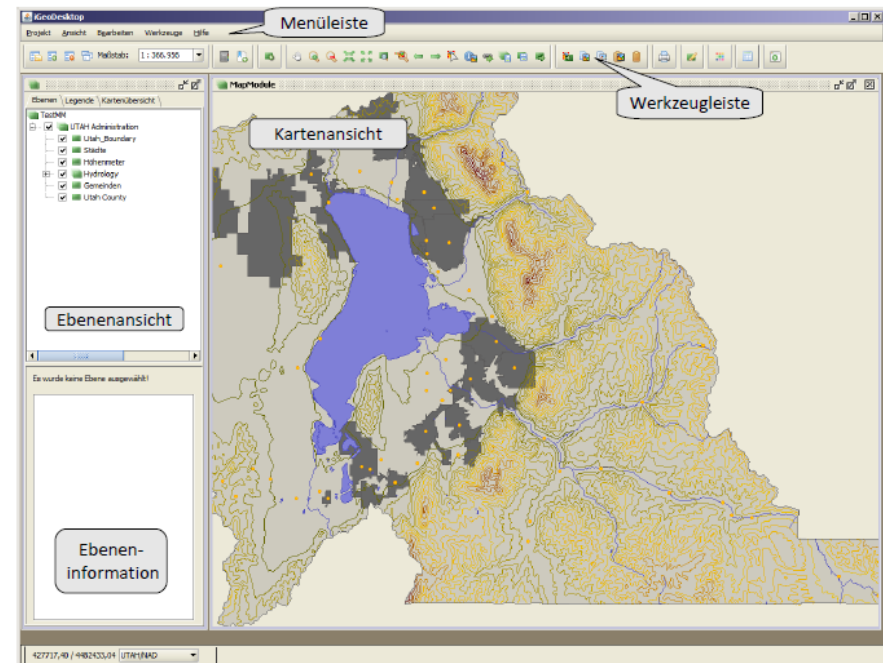 iGeoDesktop
Menüleiste
Projekt Ansicht Bearbeiten Werkzeuge Hilfe
Maßstab: 1:366.956
MapModule
Werkzeugleiste
Ebenen Legende Kartenübersicht
TestMM
UTAH Administration
Utah_Boundary
Städte
Höhenmeter
Hydrology
Gemeinden
Utah County
Kartenansicht
Ebenenansicht
Es wurde keine Ebene ausgewählt!
Ebenen-
information
427717,40 / 4482433,04 UTAH/NAD